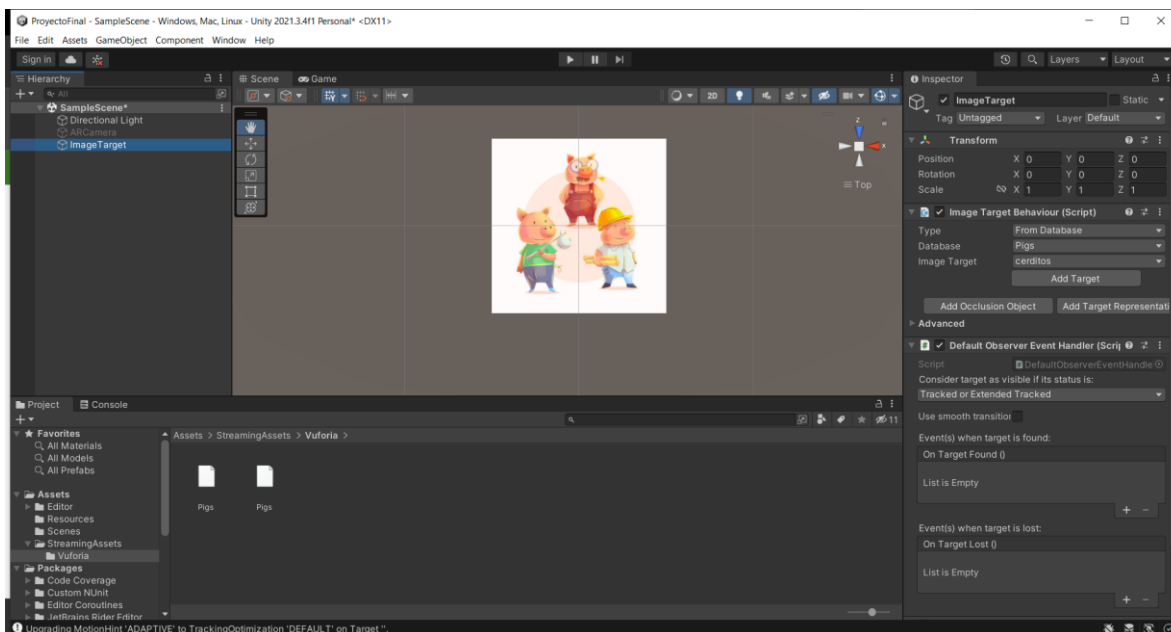 ProyectoFinal - SampleScene - Windows, Mac, Linux - Unity 2021.3.4f1 Personal* <DX11>
File Edit Assets GameObject Component Window Help
Sign in
Layers
Layout
Hierarchy
All
SampleScene*
Directional Light
ARCamera
ImageTarget
Scene
Game
2D
z
x
Top
Inspector
ImageTarget
Static
Tag Untagged
Layer Default
Transform
Position X 0 Y 0 Z 0
Rotation X 0 Y 0 Z 0
Scale X 1 Y 1 Z 1
Image Target Behaviour (Script)
Type From Database
Database Pigs
Image Target cerditos
Add Target
Add Occlusion Object
Add Target Representati
Advanced
Default Observer Event Handler (Scri
Script DefaultObserverEventHandle
Consider target as visible if its status is:
Tracked or Extended Tracked
Use smooth transition
Event(s) when target is found:
On Target Found ()
List is Empty
Event(s) when target is lost:
On Target Lost ()
List is Empty
Project
Console
11
Favorites
All Materials
All Models
All Prefabs
Assets
Editor
Resources
Scenes
StreamingAssets
Vuforia
Packages
Code Coverage
Custom NUnit
Editor Coroutines
JetBrains Rider Editor
Assets > StreamingAssets > Vuforia >
Pigs
Pigs
Upgrading MotionHint 'ADAPTIVE' to TrackingOptimization 'DEFAULT' on Target ''.